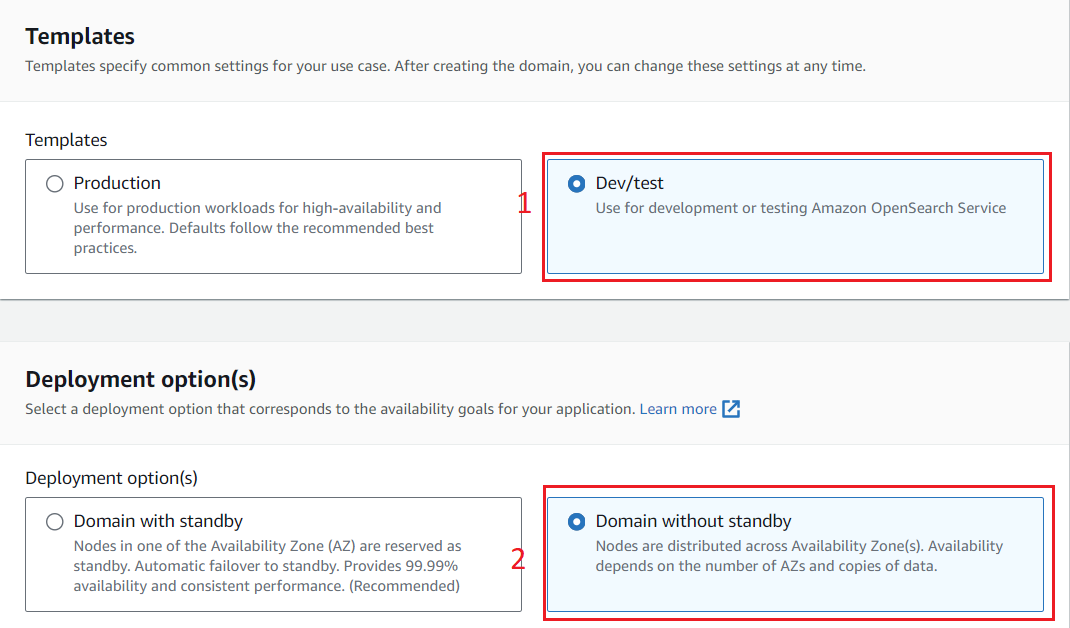 Templates
Templates specify common settings for your use case. After creating the domain, you can change these settings at any time.
Templates
Production
Use for production workloads for high-availability and
performance. Defaults follow the recommended best
practices.
1
Dev/test
Use for development or testing Amazon OpenSearch Service
Deployment option(s)
Select a deployment option that corresponds to the availability goals for your application. Learn more
Deployment option(s)
Domain with standby
Nodes in one of the Availability Zone (AZ) are reserved as
standby. Automatic failover to standby. Provides 99.99%
availability and consistent performance. (Recommended)
2
Domain without standby
Nodes are distributed across Availability Zone(s). Availability
depends on the number of AZs and copies of data.